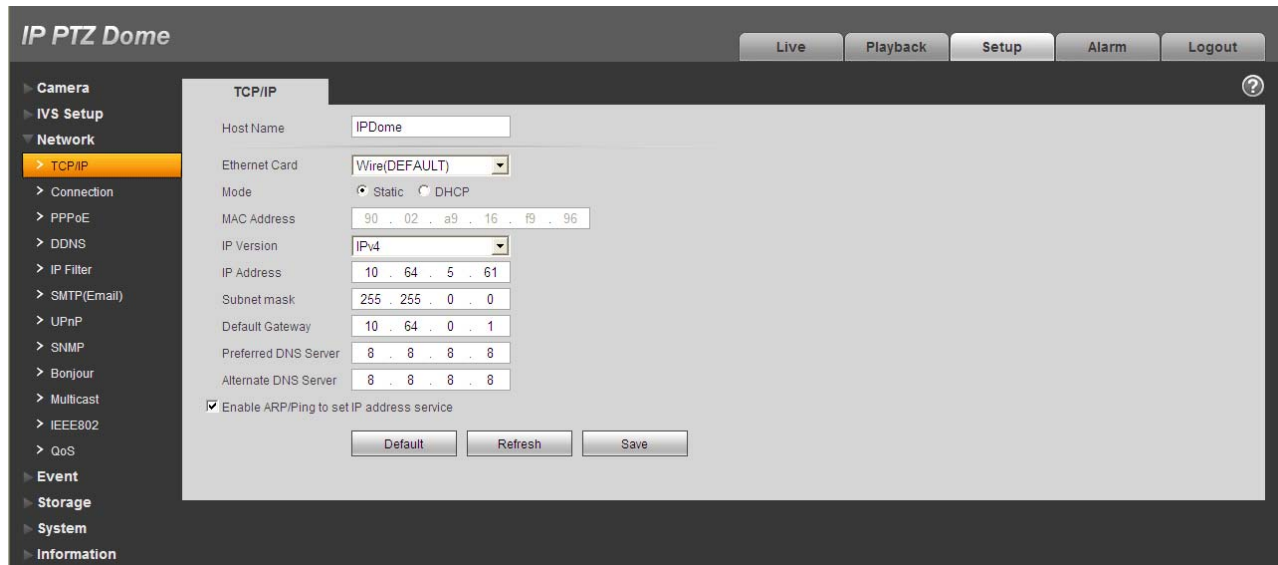 IP PTZ Dome
Live
Playback
Setup
Alarm
Logout
Camera
IVS Setup
Network
> TCP/IP
> Connection
> PPPoE
> DDNS
> IP Filter
> SMTP(Email)
> UPnP
> SNMP
> Bonjour
> Multicast
> IEEE802
> QoS
Event
Storage
System
Information
TCP/IP
?
Host Name IPDome
Ethernet Card Wire(DEFAULT)
Mode Static DHCP
MAC Address 90 . 02 . a9 . 16 . f9 . 96
IP Version IPv4
IP Address 10 . 64 . 5 . 61
Subnet mask 255 . 255 . 0 . 0
Default Gateway 10 . 64 . 0 . 1
Preferred DNS Server 8 . 8 . 8 . 8
Alternate DNS Server 8 . 8 . 8 . 8
Enable ARP/Ping to set IP address service
Default Refresh Save